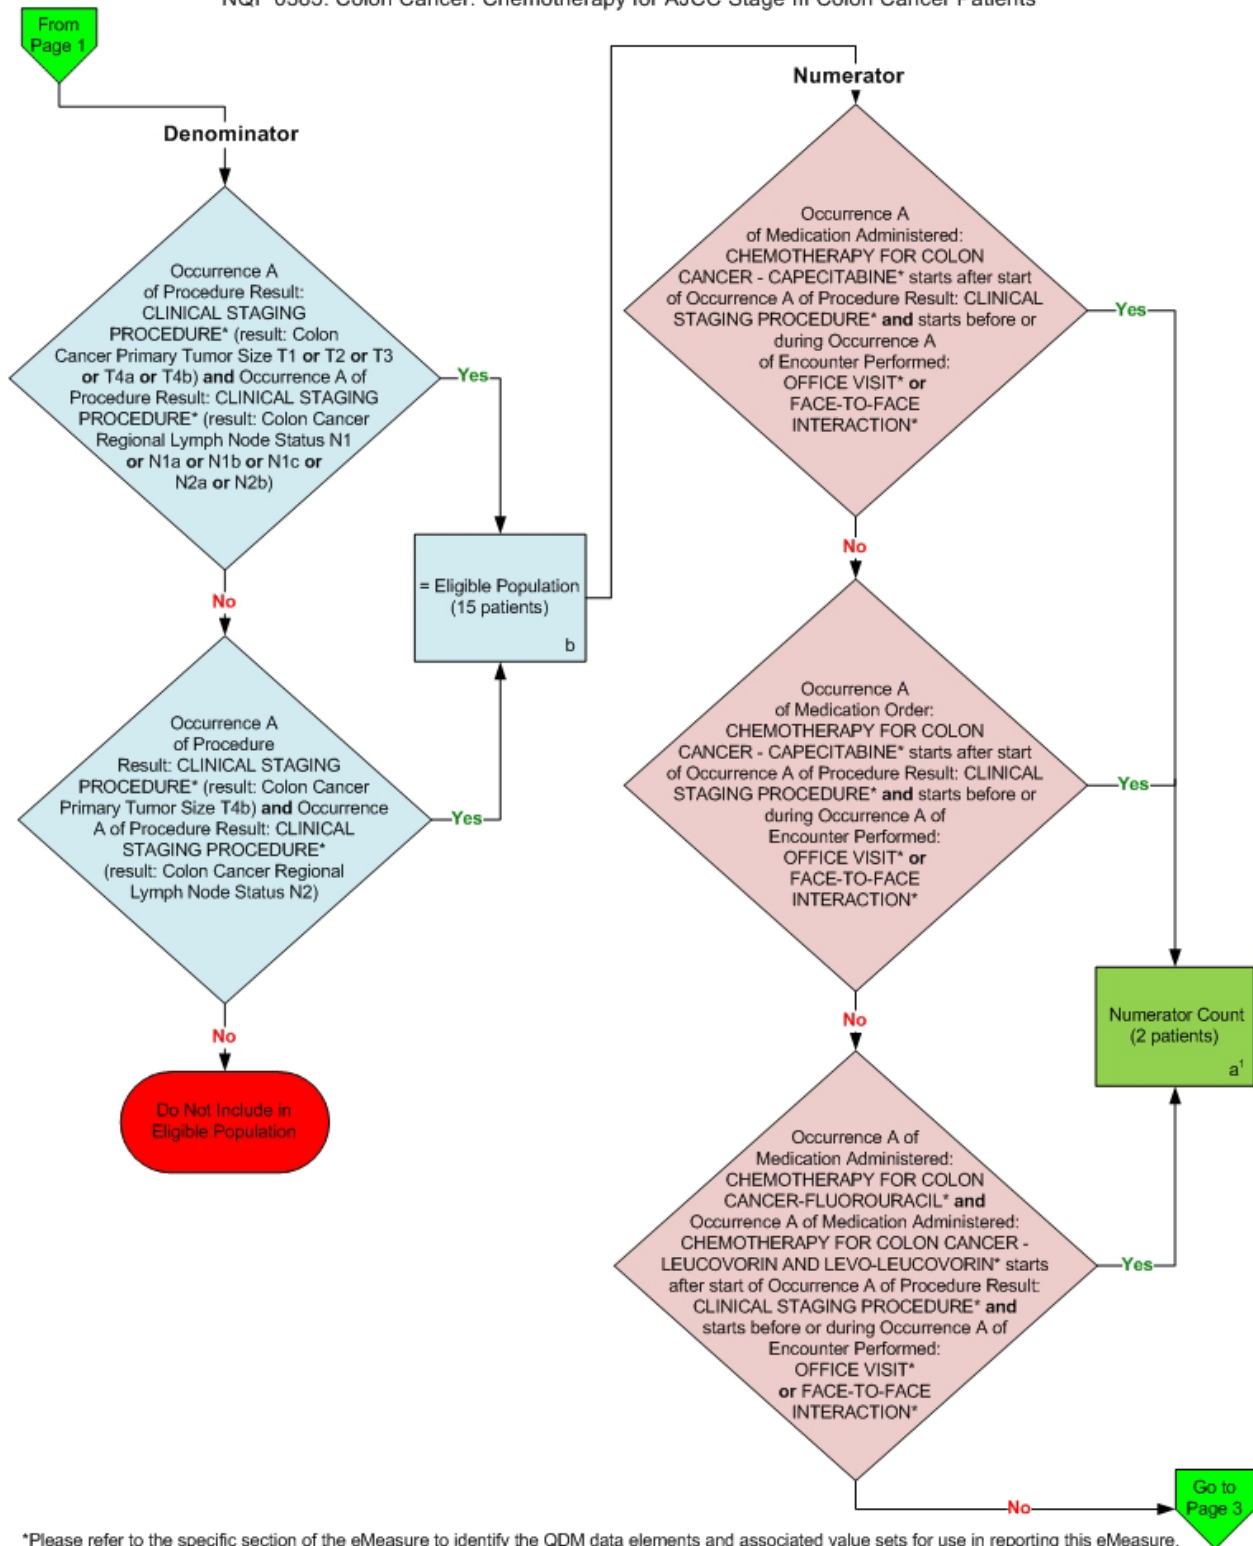 NQF 0385: Colon Cancer: Chemotherapy for AJCC Stage III Colon Cancer Patients
From
Page 1
Denominator
Occurrence A
of Procedure Result:
CLINICAL STAGING
PROCEDURE* (result: Colon
Cancer Primary Tumor Size T1 or T2 or T3
or T4a or T4b) and Occurrence A of
Procedure Result: CLINICAL STAGING
PROCEDURE* (result: Colon Cancer
Regional Lymph Node Status N1
or N1a or N1b or N1c or
N2a or N2b)
Yes
No
= Eligible Population
(15 patients)
b
Occurrence A
of Procedure
Result: CLINICAL STAGING
PROCEDURE* (result: Colon Cancer
Primary Tumor Size T4b) and Occurrence
A of Procedure Result: CLINICAL
STAGING PROCEDURE*
(result: Colon Cancer Regional
Lymph Node Status N2)
Yes
No
Do Not Include in
Eligible Population
Numerator
Occurrence A
of Medication Administered:
CHEMOTHERAPY FOR COLON
CANCER - CAPECITABINE* starts after start
of Occurrence A of Procedure Result: CLINICAL
STAGING PROCEDURE* and starts before or
during Occurrence A
of Encounter Performed:
OFFICE VISIT* or
FACE-TO-FACE
INTERACTION*
Yes
No
Occurrence A
of Medication Order:
CHEMOTHERAPY FOR COLON
CANCER - CAPECITABINE* starts after start
of Occurrence A of Procedure Result: CLINICAL
STAGING PROCEDURE* and starts before or
during Occurrence A of
Encounter Performed:
OFFICE VISIT* or
FACE-TO-FACE
INTERACTION*
Yes
No
Numerator Count
(2 patients)
a¹
Occurrence A of
Medication Administered:
CHEMOTHERAPY FOR COLON
CANCER-FLUOROURACIL* and
Occurrence A of Medication Administered:
CHEMOTHERAPY FOR COLON CANCER -
LEUCOVORIN AND LEVO-LEUCOVORIN* starts
after start of Occurrence A of Procedure Result:
CLINICAL STAGING PROCEDURE* and
starts before or during Occurrence A of
Encounter Performed:
OFFICE VISIT*
or FACE-TO-FACE
INTERACTION*
Yes
No
Go to
Page 3
*Please refer to the specific section of the eMeasure to identify the QDM data elements and associated value sets for use in reporting this eMeasure.